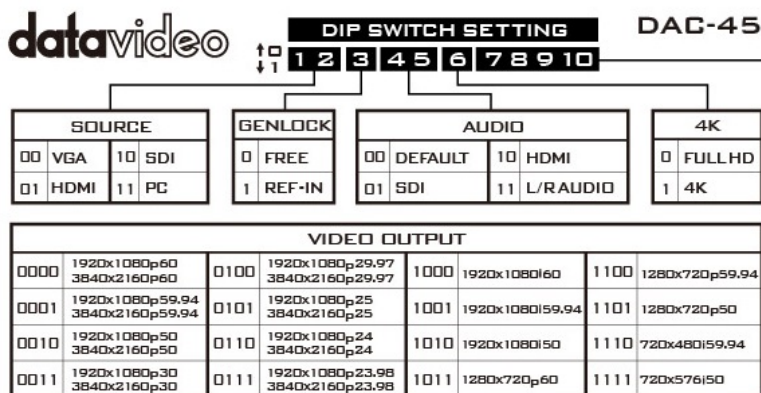 datavideo
DIP SWITCH SETTING
DAC-45
↑0
↓1
1 2 3 4 5 6 7 8 9 10
SOURCE
00 VGA 10 SDI
01 HDMI 11 PC
GENLOCK
0 FREE
1 REF-IN
AUDIO
00 DEFAULT 10 HDMI
01 SDI 11 L/R AUDIO
4K
0 FULL HD
1 4K
VIDEO OUTPUT
0000 1920x1080p60 3840x2160p60 0100 1920x1080p29.97 3840x2160p29.97 1000 1920x1080i60 1100 1280x720p59.94
0001 1920x1080p59.94 3840x2160p59.94 0101 1920x1080p25 3840x2160p25 1001 1920x1080i59.94 1101 1280x720p50
0010 1920x1080p50 3840x2160p50 0110 1920x1080p24 3840x2160p24 1010 1920x1080i50 1110 720x480i59.94
0011 1920x1080p30 3840x2160p30 0111 1920x1080p23.98 3840x2160p23.98 1011 1280x720p60 1111 720x576i50